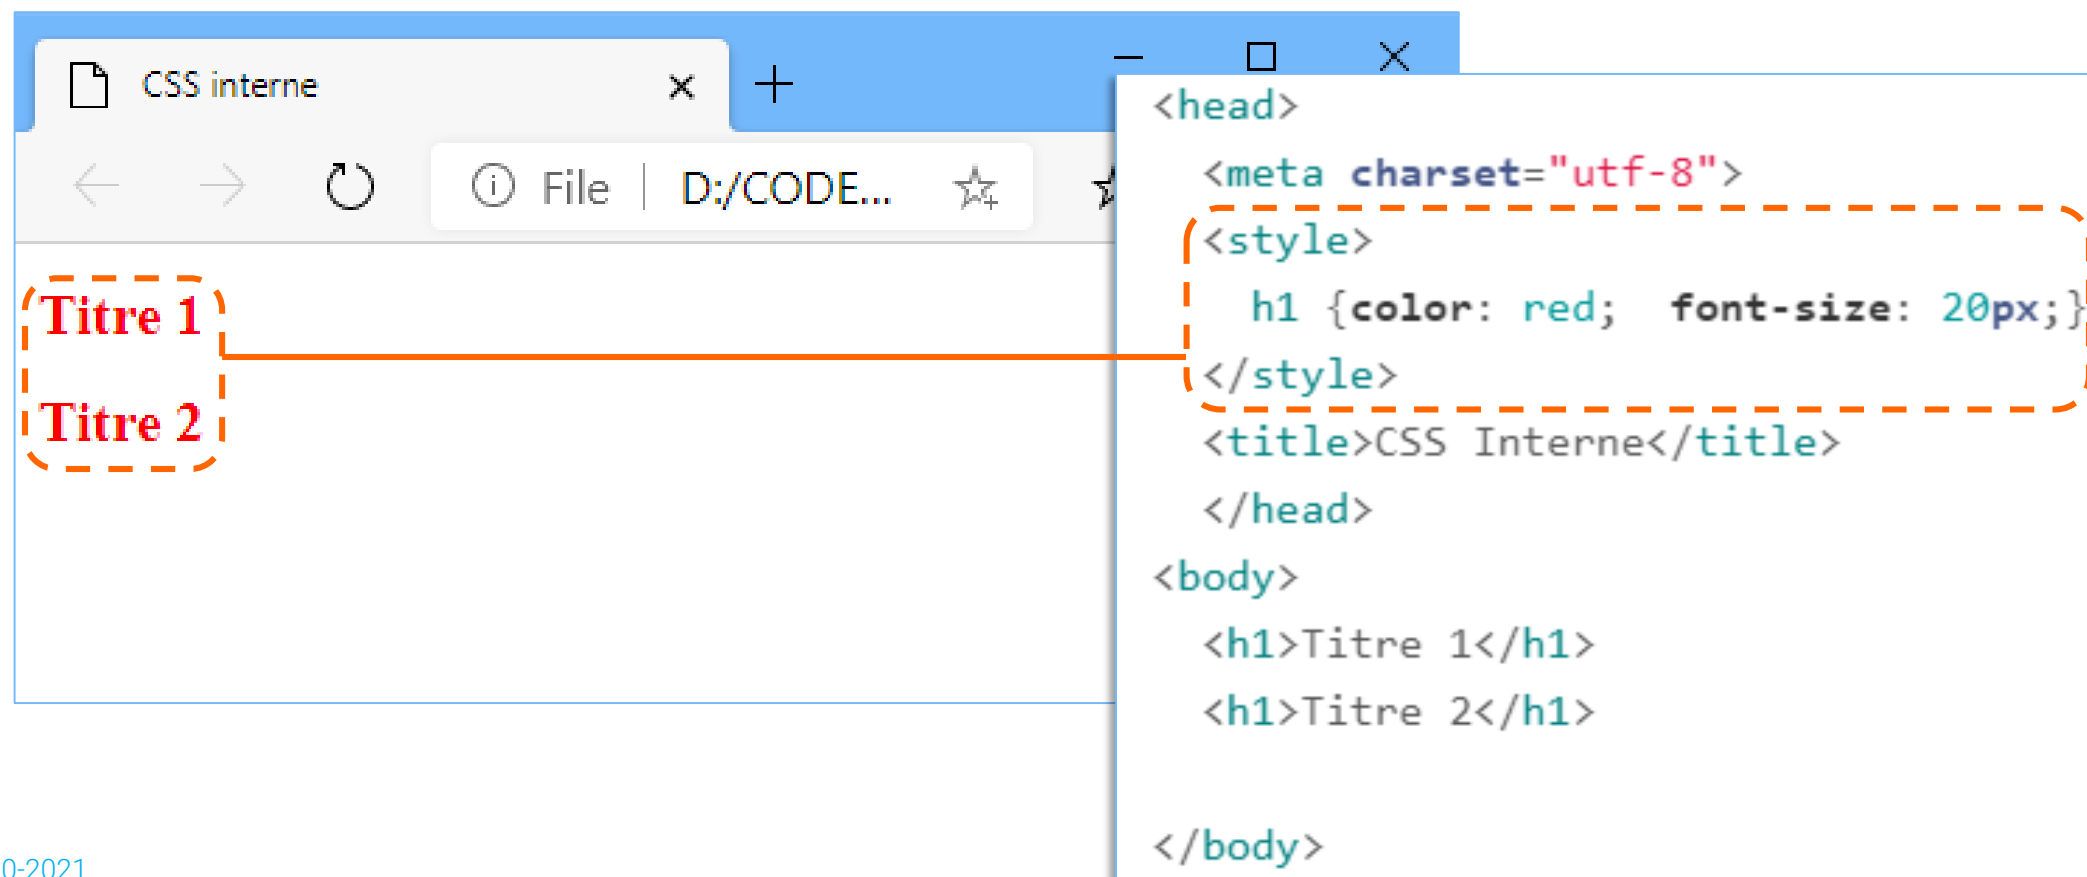 CSS interne
File | D:/CODE...
Titre 1
Titre 2
<head>
<meta charset="utf-8">
<style>
h1 {color: red; font-size: 20px;}
</style>
<title>CSS Interne</title>
</head>
<body>
<h1>Titre 1</h1>
<h1>Titre 2</h1>
</body>
0-2021